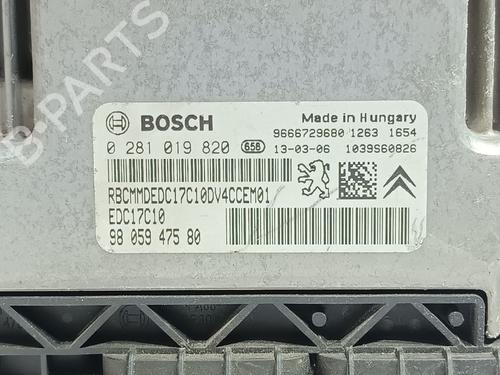 B-PARTS
BOSCH
Made in Hungary
9666729680 1263 1654
0 281 019 820 658 13-03-06 1039S60826
RBCMMDEDC17C10DV4CCEM01
EDC17C10
98 059 475 80